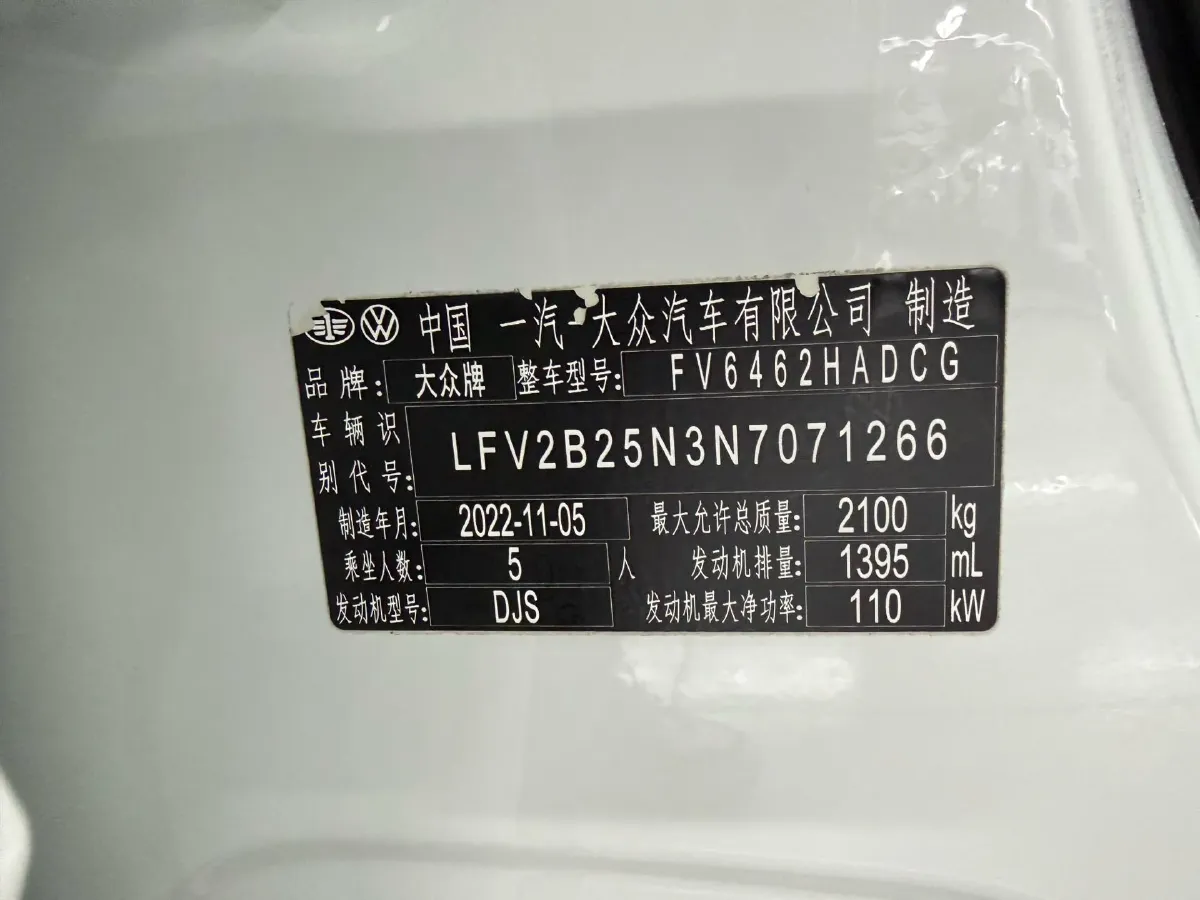 中国 一汽-大众汽车有限公司 制造
品牌: 大众牌 整车型号: FV6462HADCG
车辆识别代号: LFV2B25N3N7071266
制造年月: 2022-11-05 最大允许总质量: 2100 kg
乘坐人数: 5 人 发动机排量: 1395 mL
发动机型号: DJS 发动机最大净功率: 110 kW